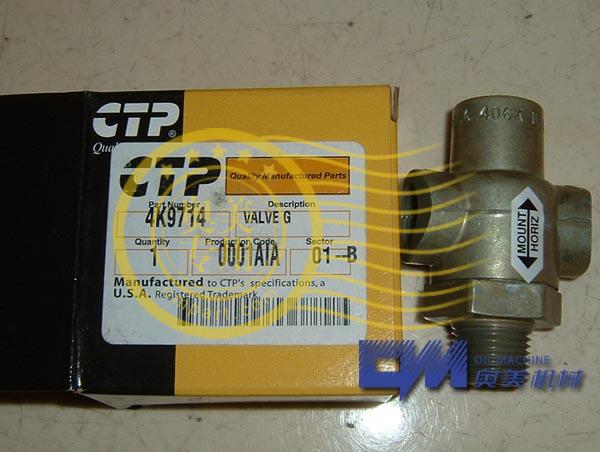 CTP®
CTP
Quality Manufactured Parts
Part Number Description
4K9714 VALVE G
Quantity Production Code Sector
1 0001A1A 01-B
Manufactured to CTP's specifications, a
U.S.A. Registered Trademark
MOUNT
HORIZ
OIL MACHINE
奥美机械